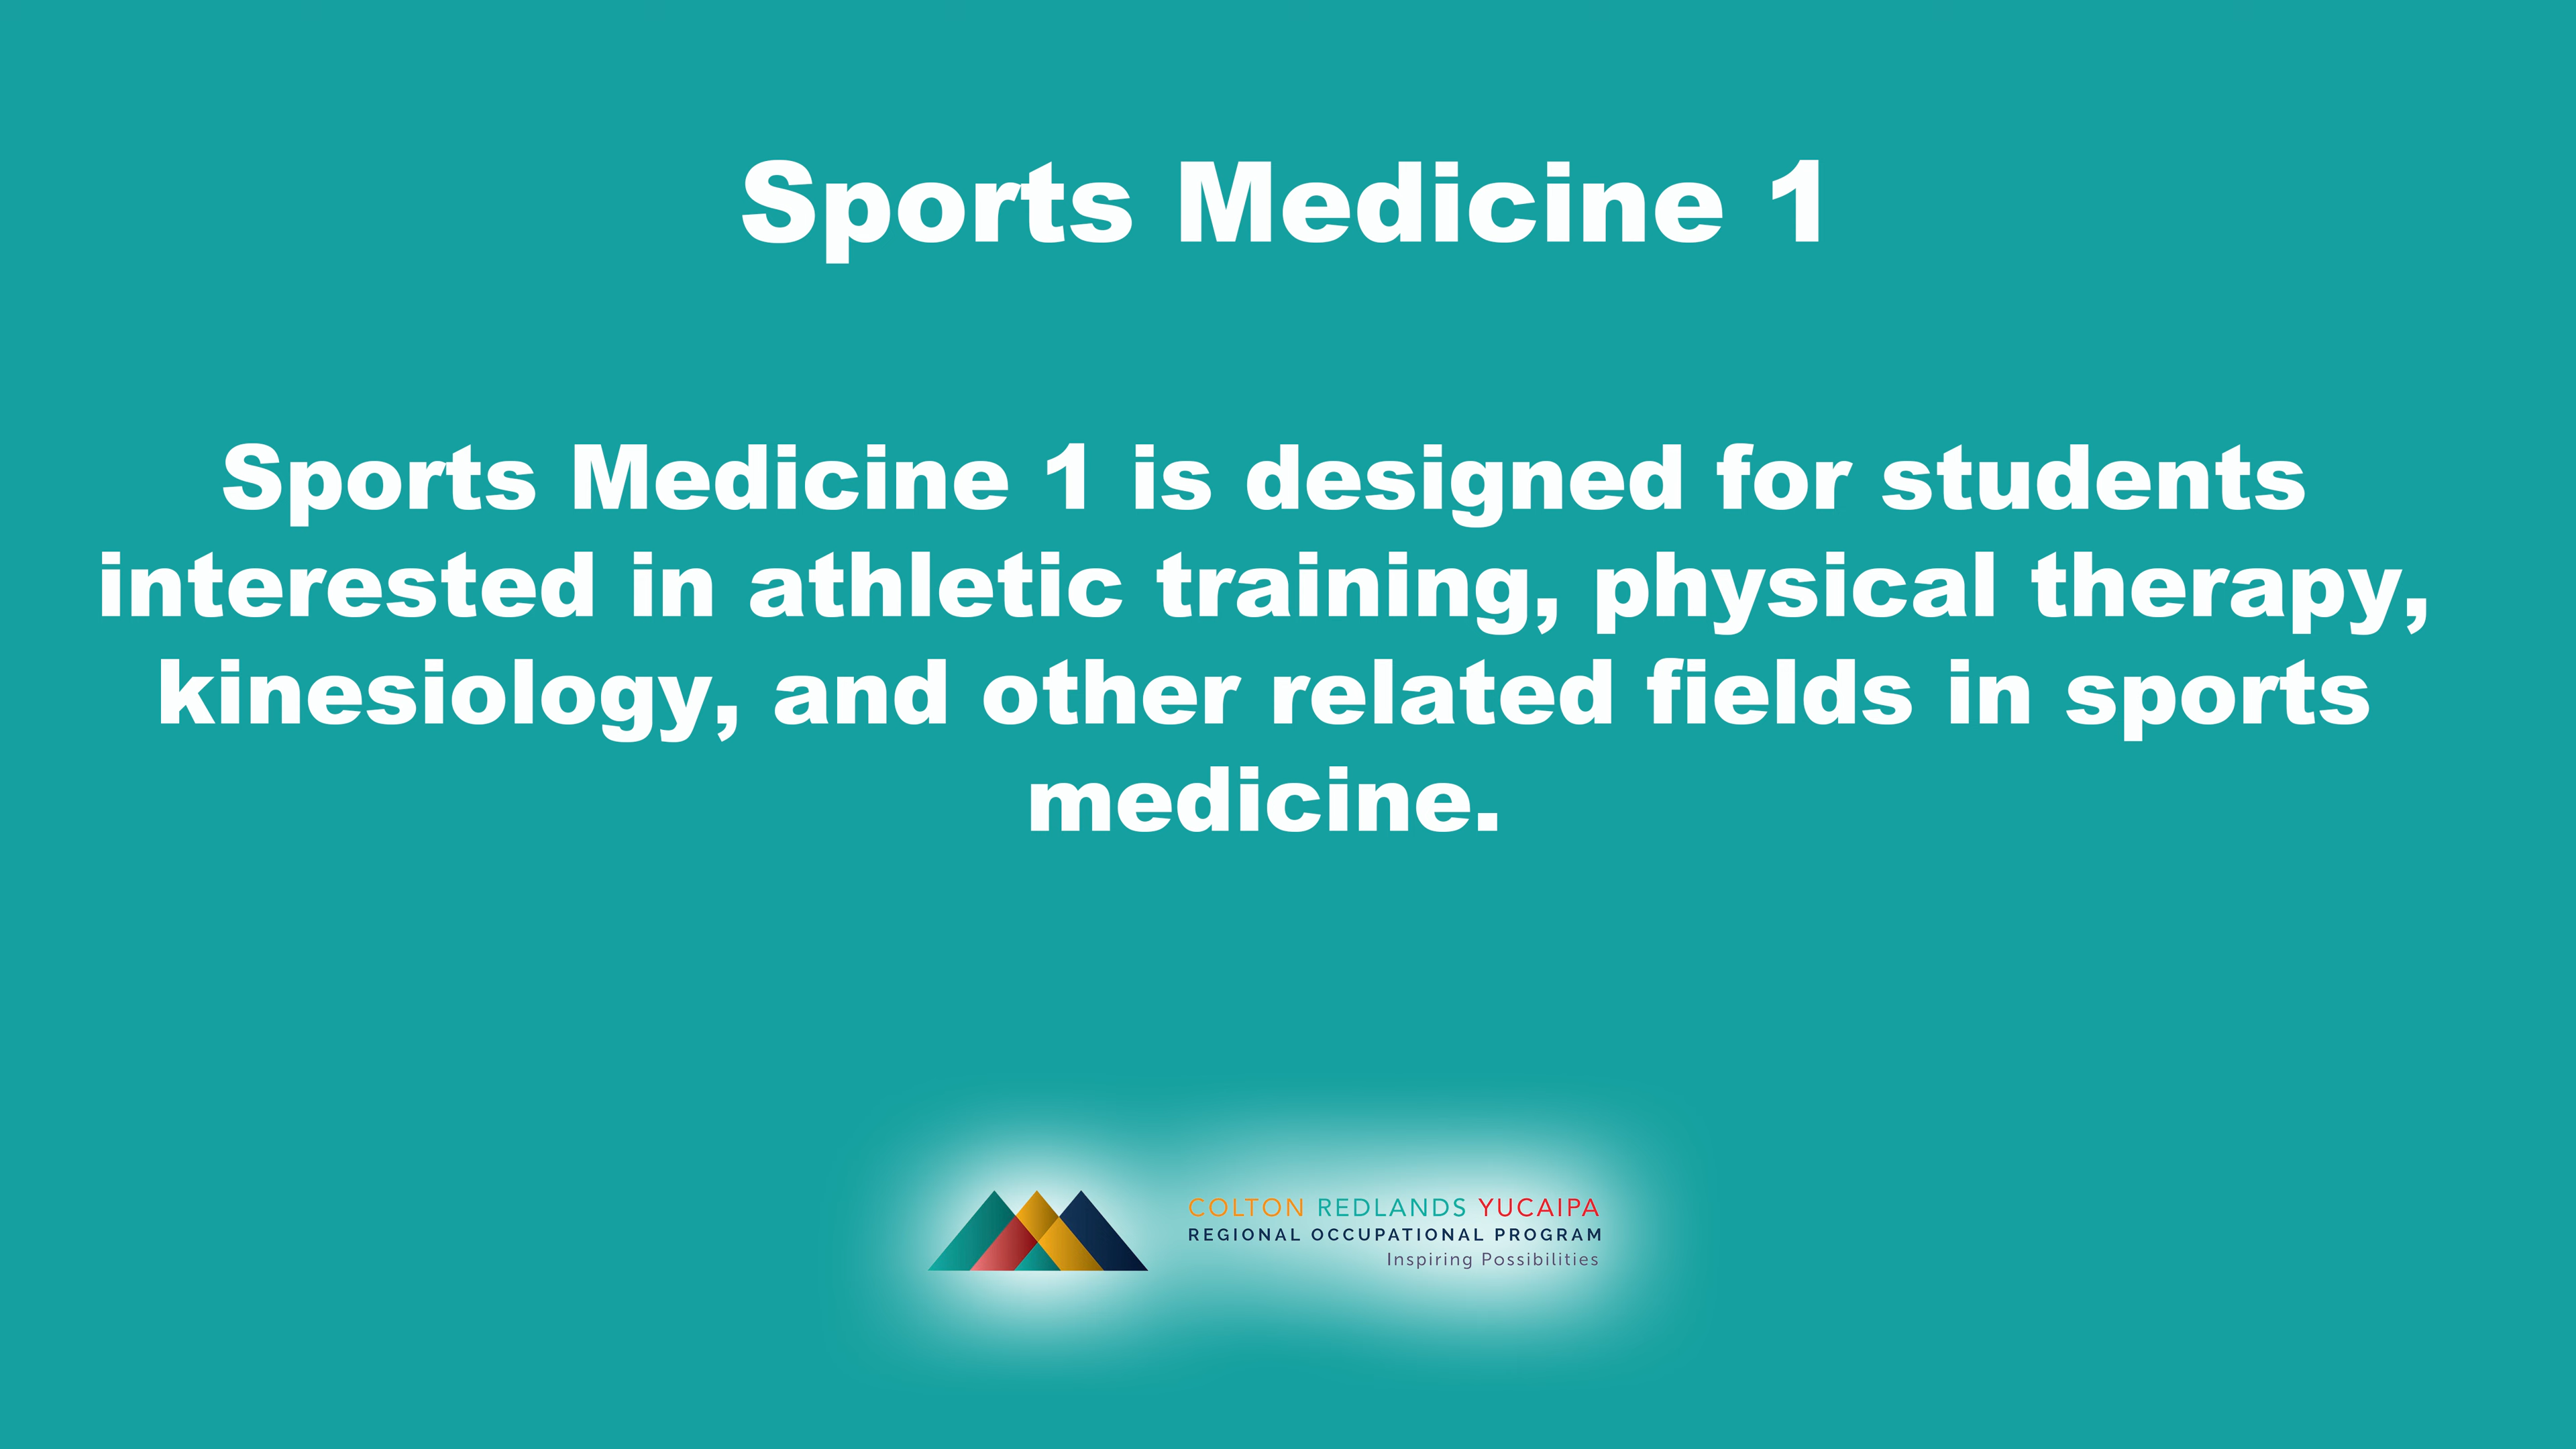 Sports Medicine 1
Sports Medicine 1 is designed for students
interested in athletic training, physical therapy,
kinesiology, and other related fields in sports
medicine.
COLTON REDLANDS YUCAIPA
REGIONAL OCCUPATIONAL PROGRAM
Inspiring Possibilities